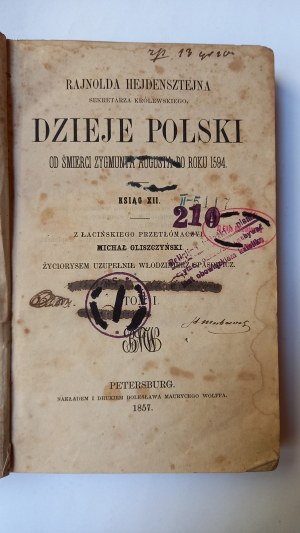 RAJNOLDA HEJDENSZTEJNA
SEKRETARZA KRÓLEWSKIEGO,
DZIEJE POLSKI
OD ŚMIERCI ZYGMUNTA AUGUSTA DO ROKU 1594.
KSIĄG XII.
210
Z ŁACIŃSKIEGO PRZETŁÓMACZYŁ
MICHAŁ GLISZCZYŃSKI.
ŻYCIORYSEM UZUPEŁNIŁ WŁODZIMIERZ SPASOWICZ.
TOM I.
PETERSBURG.
NAKŁADEM I DRUKIEM BOLESŁAWA MAURYCEGO WOLFFA.
1857.